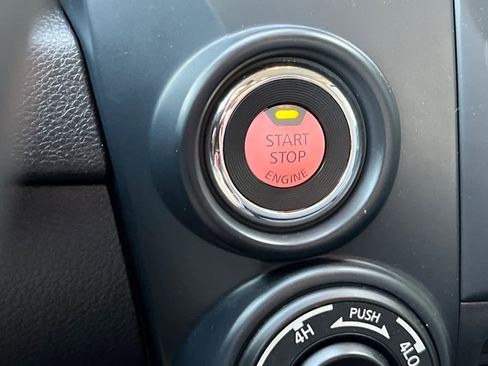 START
STOP
ENGINE
4H PUSH 4LO